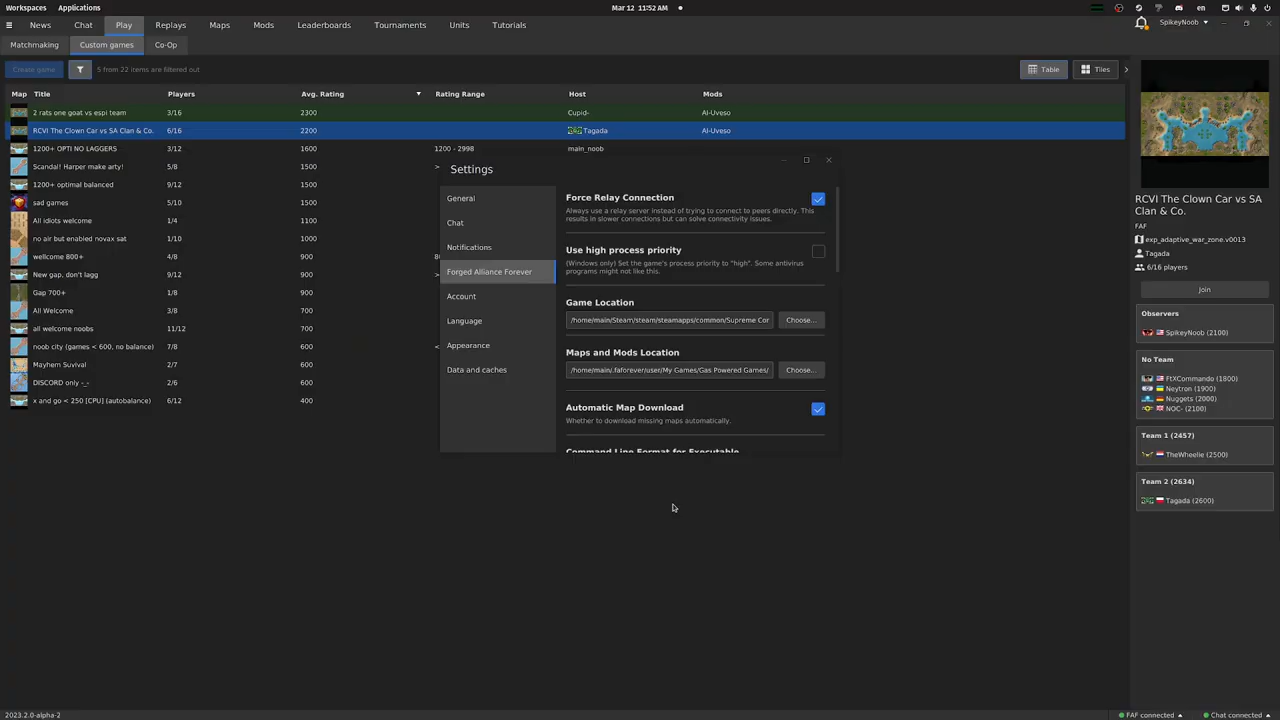 Workspaces Applications Mar 12 11:52 AM en
News Chat Play Replays Maps Mods Leaderboards Tournaments Units Tutorials SpikeyNoob
Matchmaking Custom games Co-Op
Create game 5 from 22 items are filtered out Table Tiles
Map Title Players Avg. Rating Rating Range Host Mods
2 rats one goat vs espi team 3/16 2300 Cupid- AI-Uveso
RCVI The Clown Car vs SA Clan & Co. 6/16 2200 Tagada AI-Uveso
1200+ OPTI NO LAGGERS 3/12 1600 1200 - 2998 main_noob
Scandal! Harper make arty! 5/8 1500 >
1200+ optimal balanced 9/12 1500
sad games 5/8 1500
All idiots welcome 1/4 1100
no air but enabled novax sat 1/10 1000
wellcome 800+ 4/8 900 80
New gap, don't lagg 9/12 900 >
Gap 700+ 1/8 900
All Welcome 3/8 700
all welcome noobs 11/12 700
noob city (games < 600, no balance) 7/8 600 <
Mayhem Suvival 2/7 600
DISCORD only -_- 2/6 600
x and go < 250 [CPU] (autobalance) 6/12 400
Settings
General
Chat
Notifications
Forged Alliance Forever
Account
Language
Appearance
Data and caches
Force Relay Connection
Always use a relay server instead of trying to connect to peers directly. This
results in slower connections but can solve connectivity issues.
Use high process priority
(Windows only) Set the game's process priority to "high". Some antivirus
programs might not like this.
Game Location
/home/main/Steam/steam/steamapps/common/Supreme Cor Choose...
Maps and Mods Location
/home/main/.faforever/user/My Games/Gas Powered Games/ Choose...
Automatic Map Download
Whether to download missing maps automatically.
Command Line Format for Executable
RCVI The Clown Car vs SA
Clan & Co.
FAF
exp_adaptive_war_zone.v0013
Tagada
6/16 players
Join
Observers
SpikeyNoob (2100)
No Team
FtXCommando (1800)
Neytron (1900)
Nuggets (2000)
NOC- (2100)
Team 1 (2457)
TheWheelie (2500)
Team 2 (2634)
Tagada (2600)
2023.2.0-alpha-2 FAF connected Chat connected